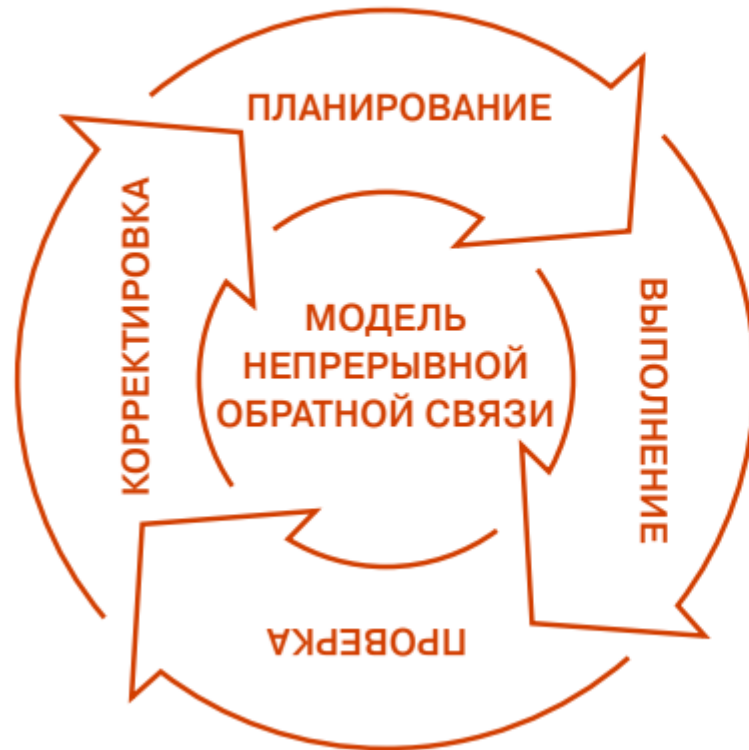 ПЛАНИРОВАНИЕ
ВЫПОЛНЕНИЕ
ПРОВЕРКА
КОРРЕКТИРОВКА
МОДЕЛЬ
НЕПРЕРЫВНОЙ
ОБРАТНОЙ СВЯЗИ